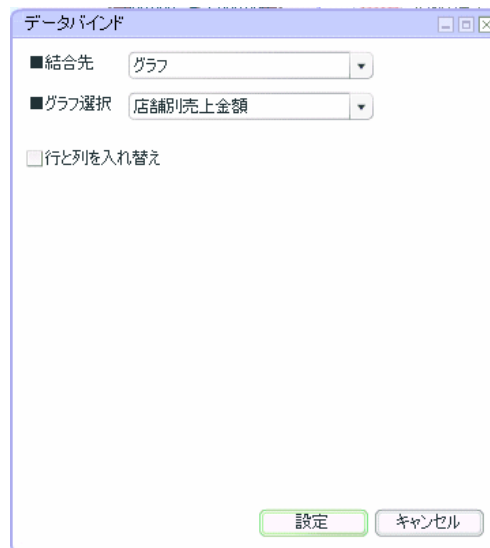 データバインド
■結合先 グラフ
■グラフ選択 店舗別売上金額
行と列を入れ替え
設定 キャンセル